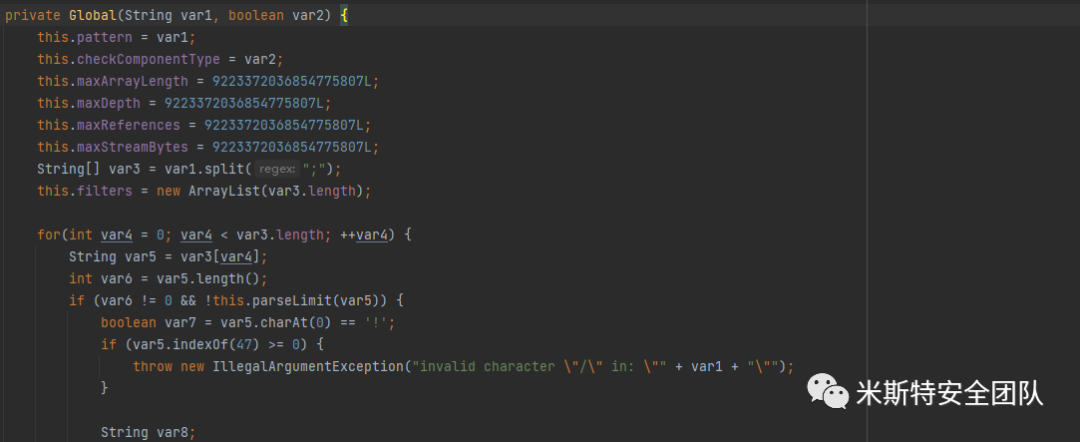 private Global(String var1, boolean var2) {
this.pattern = var1;
this.checkComponentType = var2;
this.maxArrayLength = 9223372036854775807L;
this.maxDepth = 9223372036854775807L;
this.maxReferences = 9223372036854775807L;
this.maxStreamBytes = 9223372036854775807L;
String[] var3 = var1.split( regex: ";");
this.filters = new ArrayList(var3.length);
for(int var4 = 0; var4 < var3.length; ++var4) {
String var5 = var3[var4];
int var6 = var5.length();
if (var6 != 0 && !this.parseLimit(var5)) {
boolean var7 = var5.charAt(0) == '!';
if (var5.indexOf(47) >= 0) {
throw new IllegalArgumentException("invalid character \"/\" in: \"" + var1 + "\"");
}
String var8;
米斯特安全团队